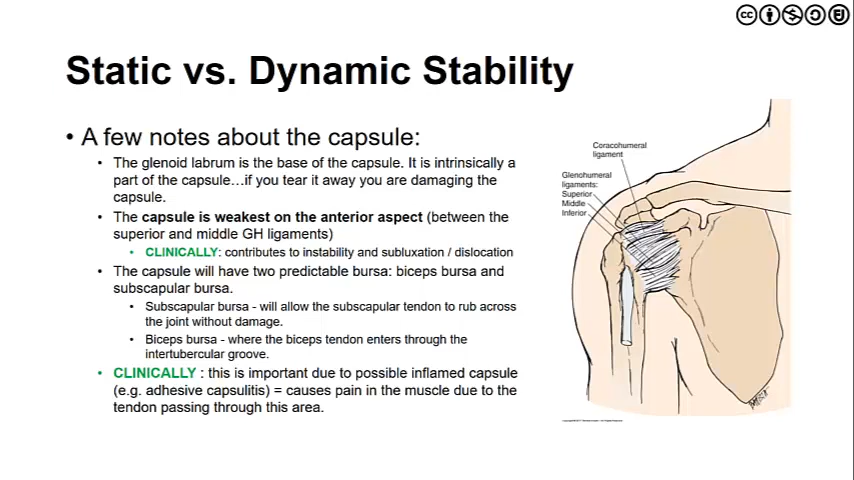 Static vs. Dynamic Stability
• A few notes about the capsule:
• The glenoid labrum is the base of the capsule. It is intrinsically a
part of the capsule…if you tear it away you are damaging the
capsule.
• The capsule is weakest on the anterior aspect (between the
superior and middle GH ligaments)
• CLINICALLY: contributes to instability and subluxation / dislocation
• The capsule will have two predictable bursa: biceps bursa and
subscapular bursa.
• Subscapular bursa - will allow the subscapular tendon to rub across
the joint without damage.
• Biceps bursa - where the biceps tendon enters through the
intertubercular groove.
• CLINICALLY : this is important due to possible inflamed capsule
(e.g. adhesive capsulitis) = causes pain in the muscle due to the
tendon passing through this area.
Coracohumeral
ligament
Glenohumeral
ligaments:
Superior
Middle
Inferior